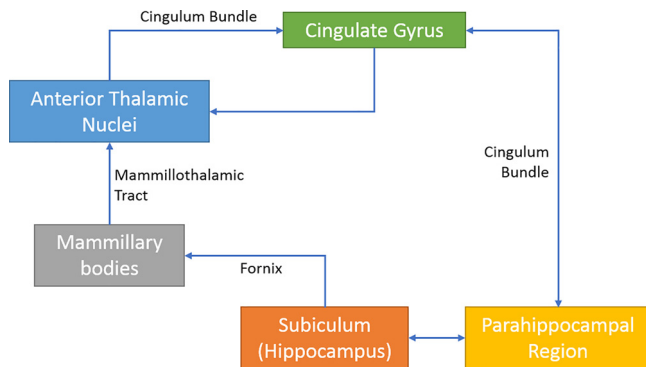 Cingulum Bundle
Cingulate Gyrus
Anterior Thalamic
Nuclei
Cingulum
Bundle
Mammillothalamic
Tract
Mammillary
bodies
Fornix
Subiculum
(Hippocampus)
Parahippocampal
Region